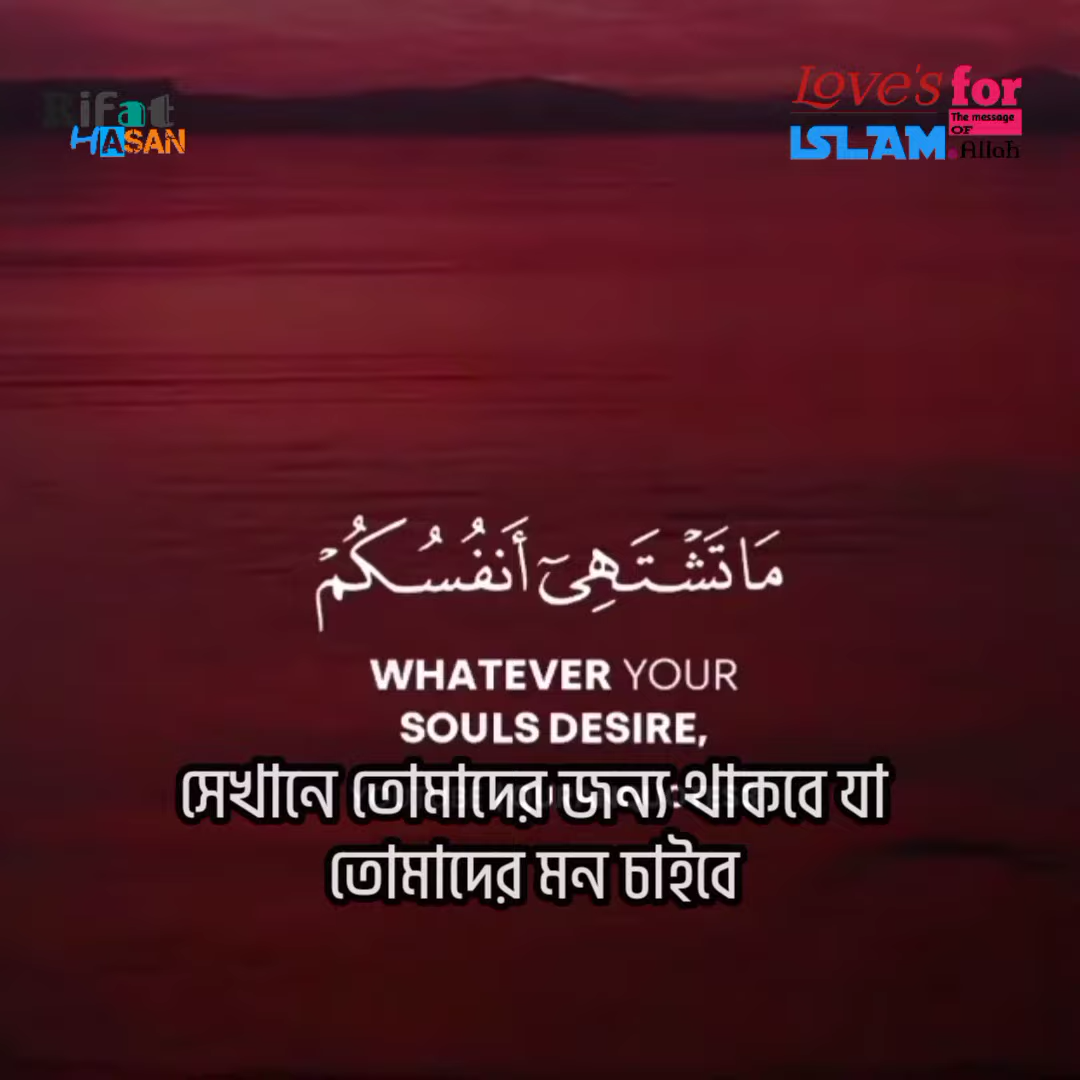 Rifat
HASAN
Love's for
The message
OF
ISLAM.Allah
مَا تَشْتَهِىٓ أَنفُسُكُمْ
WHATEVER YOUR
SOULS DESIRE,
সেখানে তোমাদের জন্য থাকবে যা
তোমাদের মন চাইবে